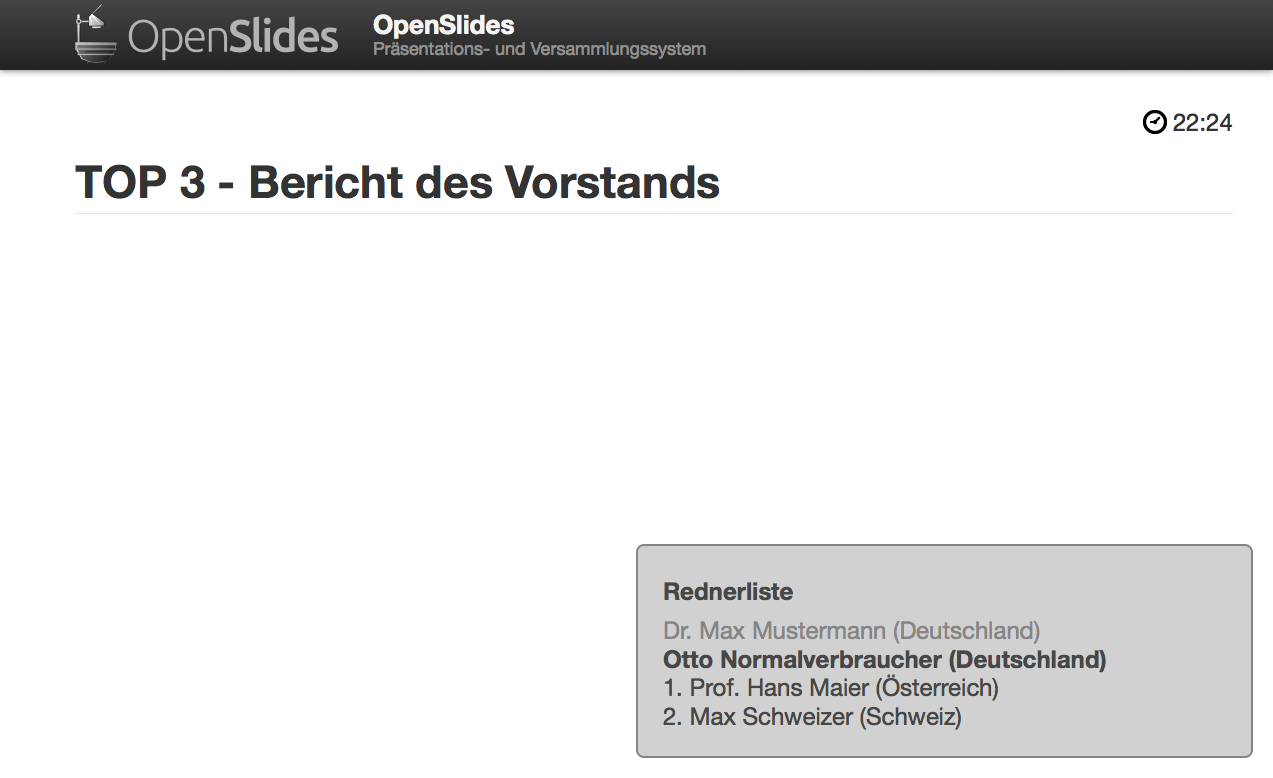 OpenSlides
OpenSlides
Präsentations- und Versammlungssystem
22:24
TOP 3 - Bericht des Vorstands
Rednerliste
Dr. Max Mustermann (Deutschland)
Otto Normalverbraucher (Deutschland)
1. Prof. Hans Maier (Österreich)
2. Max Schweizer (Schweiz)